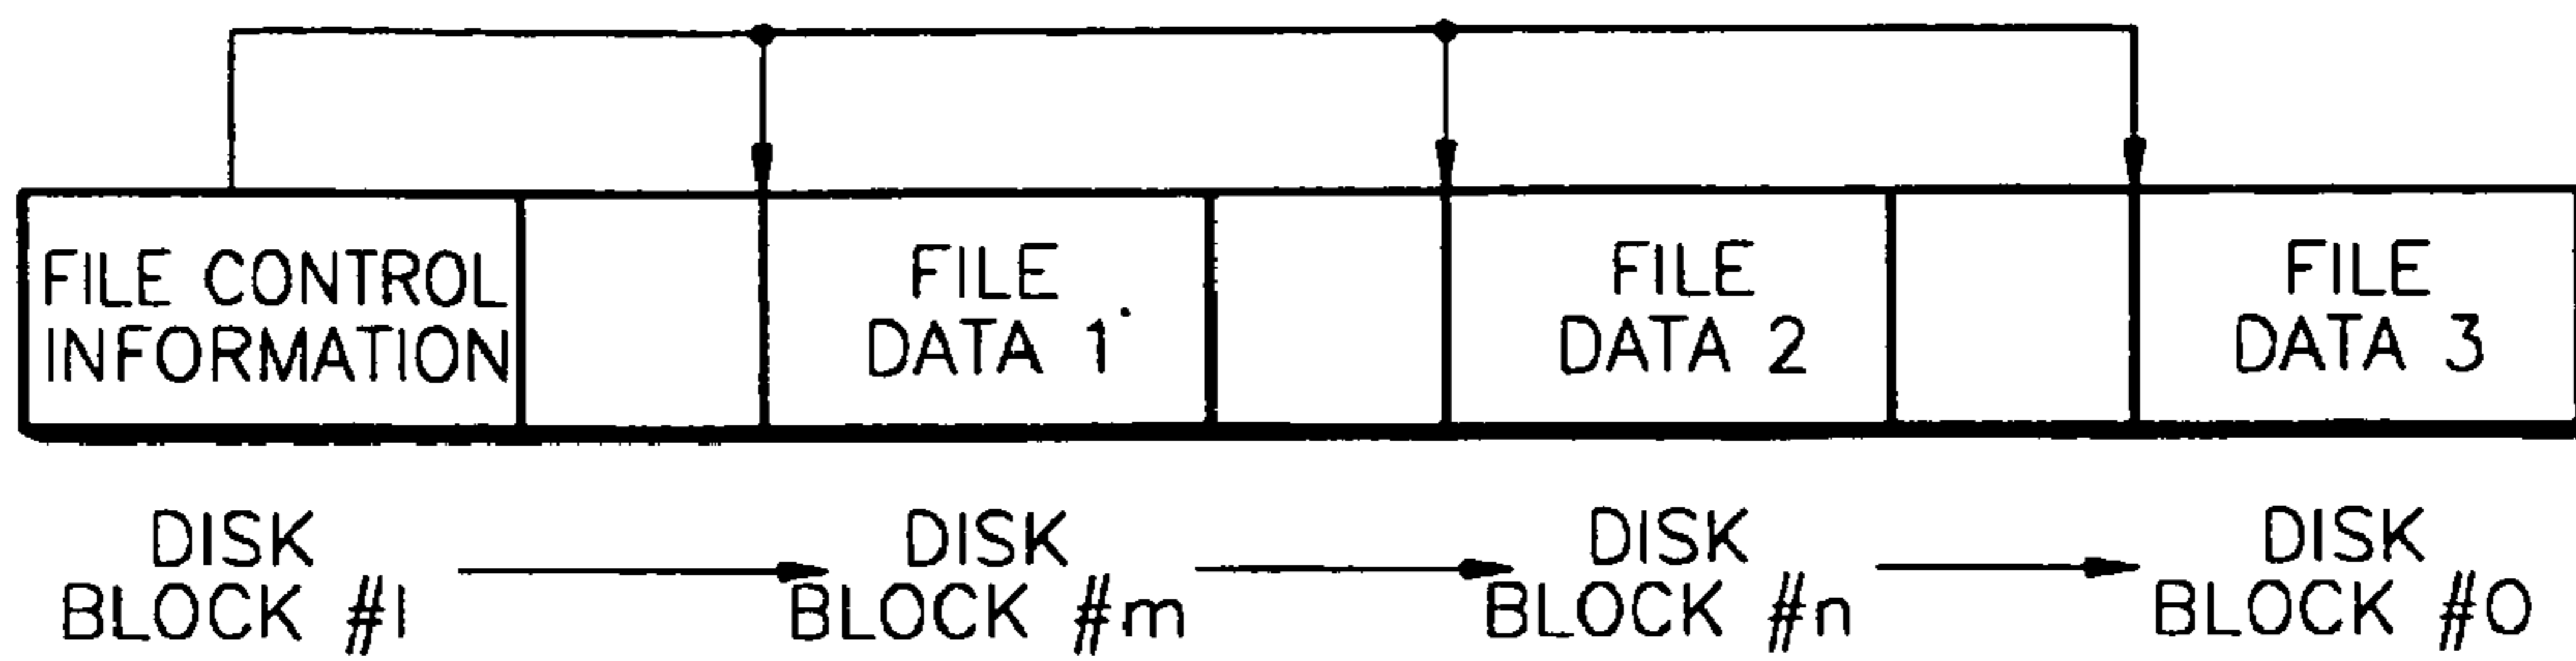 FILE CONTROL
INFORMATION
FILE
DATA 1
FILE
DATA 2
FILE
DATA 3
DISK
BLOCK #l
DISK
BLOCK #m
DISK
BLOCK #n
DISK
BLOCK #O